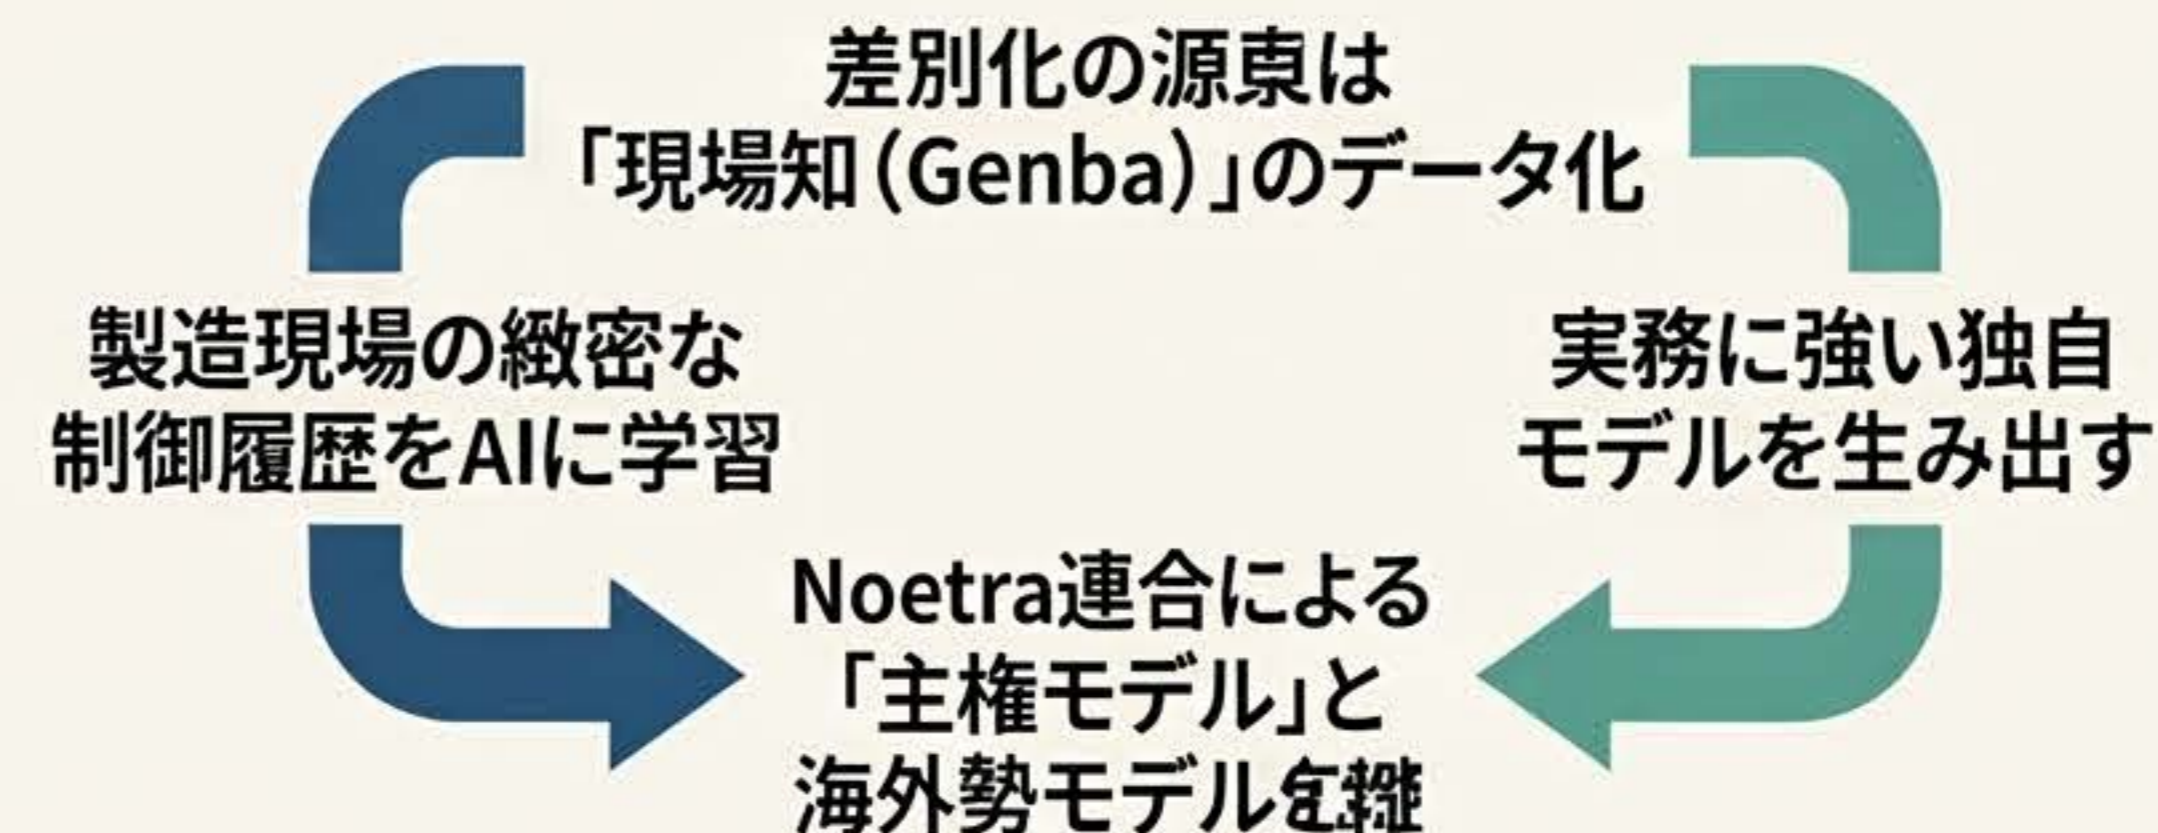 差別化の源は
「現場知(Genba)」のデータ化
製造現場の緻密な
制御履歴をAIに学習
実務に強い独自
モデルを生み出す
Noetra連合による
「主権モデル」と
海外勢モデル